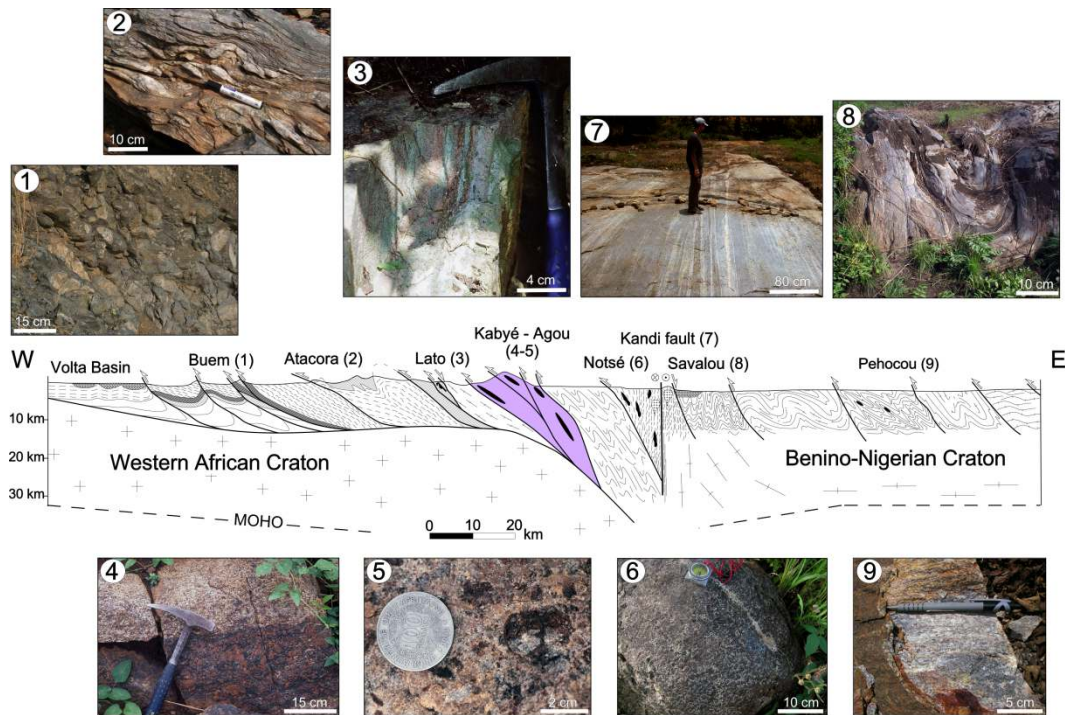 2
10 cm
3
4 cm
7
80 cm
8
10 cm
1
15 cm
W
E
Volta Basin
Buem (1)
Atacora (2)
Lato (3)
Kabyé - Agou
(4-5)
Notsé (6)
Kandi fault (7)
Savalou (8)
Pehocou (9)
10 km
20 km
30 km
Western African Craton
Benino-Nigerian Craton
MOHO
0 10 20
km
4
15 cm
5
2 cm
6
10 cm
9
5 cm